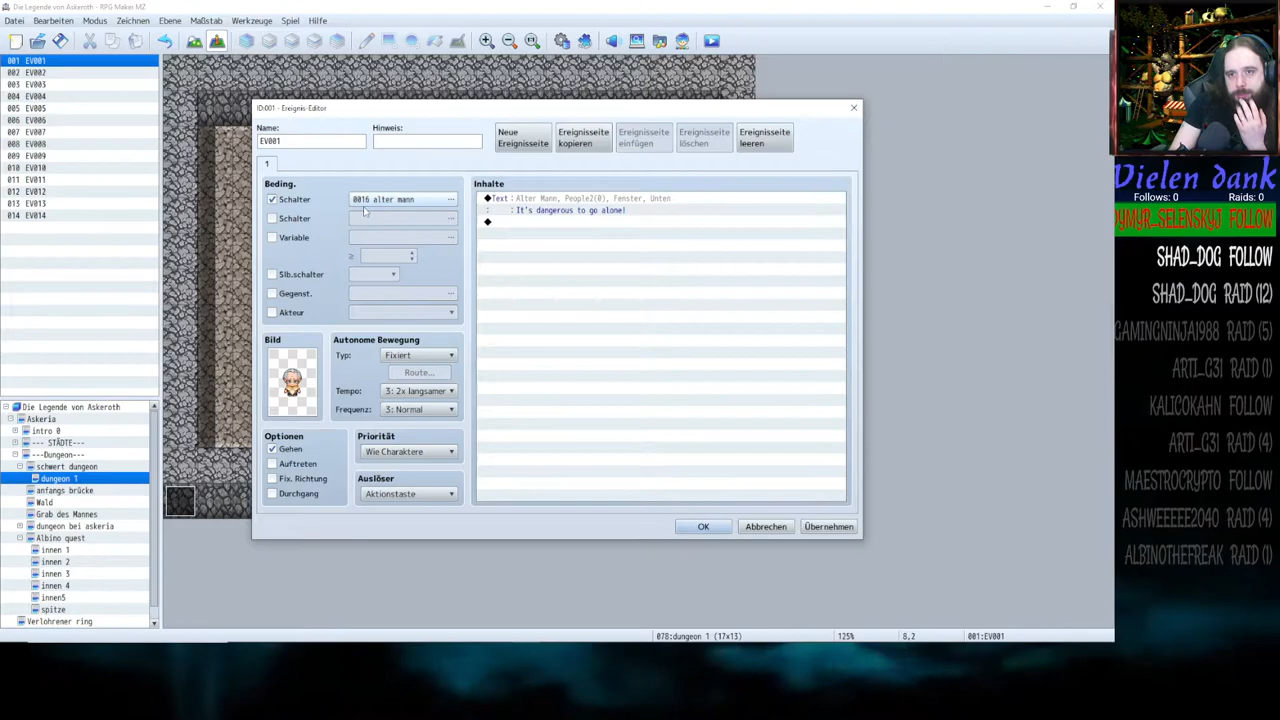 Die Legende von Askeroth - RPG Maker MZ
Datei Bearbeiten Modus Zeichnen Ebene Maßstab Werkzeuge Spiel Hilfe
001 EV001
002 EV002
003 EV003
004 EV004
005 EV005
006 EV006
007 EV007
008 EV008
009 EV009
010 EV010
011 EV011
012 EV012
013 EV013
014 EV014
Die Legende von Askeroth
Askeria
intro 0
--- STÄDTE---
---Dungeon---
schwert dungeon
dungeon 1
anfangs brücke
Wald
Grab des Mannes
dungeon bei askeria
Albino quest
innen 1
innen 2
innen 3
innen 4
innen5
spitze
Verlohrener ring
ID:001 - Ereignis-Editor
Name:
EV001
Hinweis:
Neue Ereignisseite
Ereignisseite kopieren
Ereignisseite einfügen
Ereignisseite löschen
Ereignisseite leeren
1
Beding.
Schalter 0016 alter mann ...
Schalter ...
Variable ...
≥
Slb.schalter
Gegenst. ...
Akteur
Bild
Autonome Bewegung
Typ: Fixiert
Route...
Tempo: 3: 2x langsamer
Frequenz: 3: Normal
Optionen
Gehen
Auftreten
Fix. Richtung
Durchgang
Priorität
Wie Charaktere
Auslöser
Aktionstaste
Inhalte
◆Text : Alter Mann, People2(0), Fenster, Unten
: : It's dangerous to go alone!
◆
OK Abbrechen Übernehmen
078:dungeon 1 (17x13) 125% 8,2 001:EV001
Vielen dank
Follows: 0 Raids: 0
DYMYR_SELENSKYJ FOLLOW
SHAD_DOG FOLLOW
SHAD_DOG RAID (12)
GAMINGNINJA1988 RAID (1)
ARTI_G31 RAID (1)
KALICOKAHN FOLLOW
ARTI_G31 RAID (4)
MAESTROCRYPTO FOLLOW
ASHWEEEEE2040 RAID (4)
ALBINOTHEFREAK RAID (1)